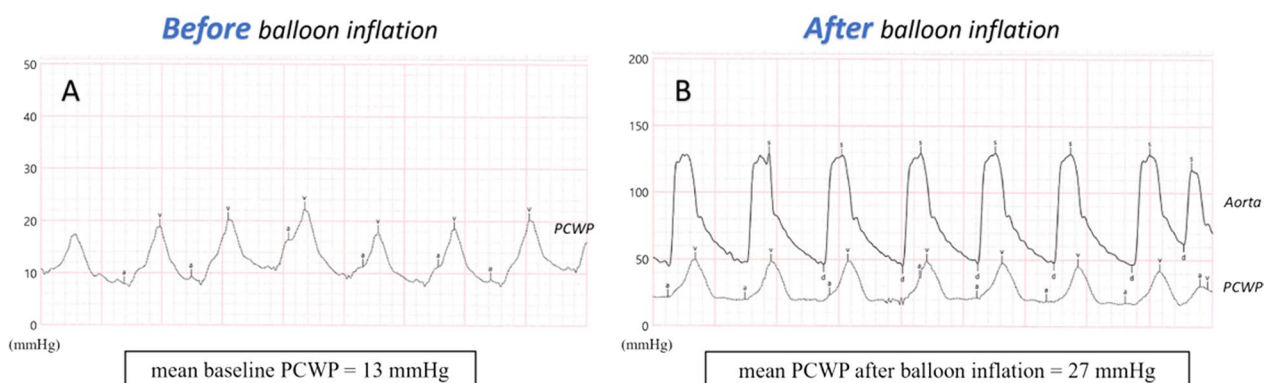 Before balloon inflation
A
50
40
30
20
10
0
(mmHg)
a
v
a
v
a
v
a
v
a
v
a
v
PCWP
mean baseline PCWP = 13 mmHg
After balloon inflation
B
200
150
100
50
0
(mmHg)
s s s s s s s
Aorta
d d d d d d
v v v v v v v v
a a a a a a a a
PCWP
mean PCWP after balloon inflation = 27 mmHg